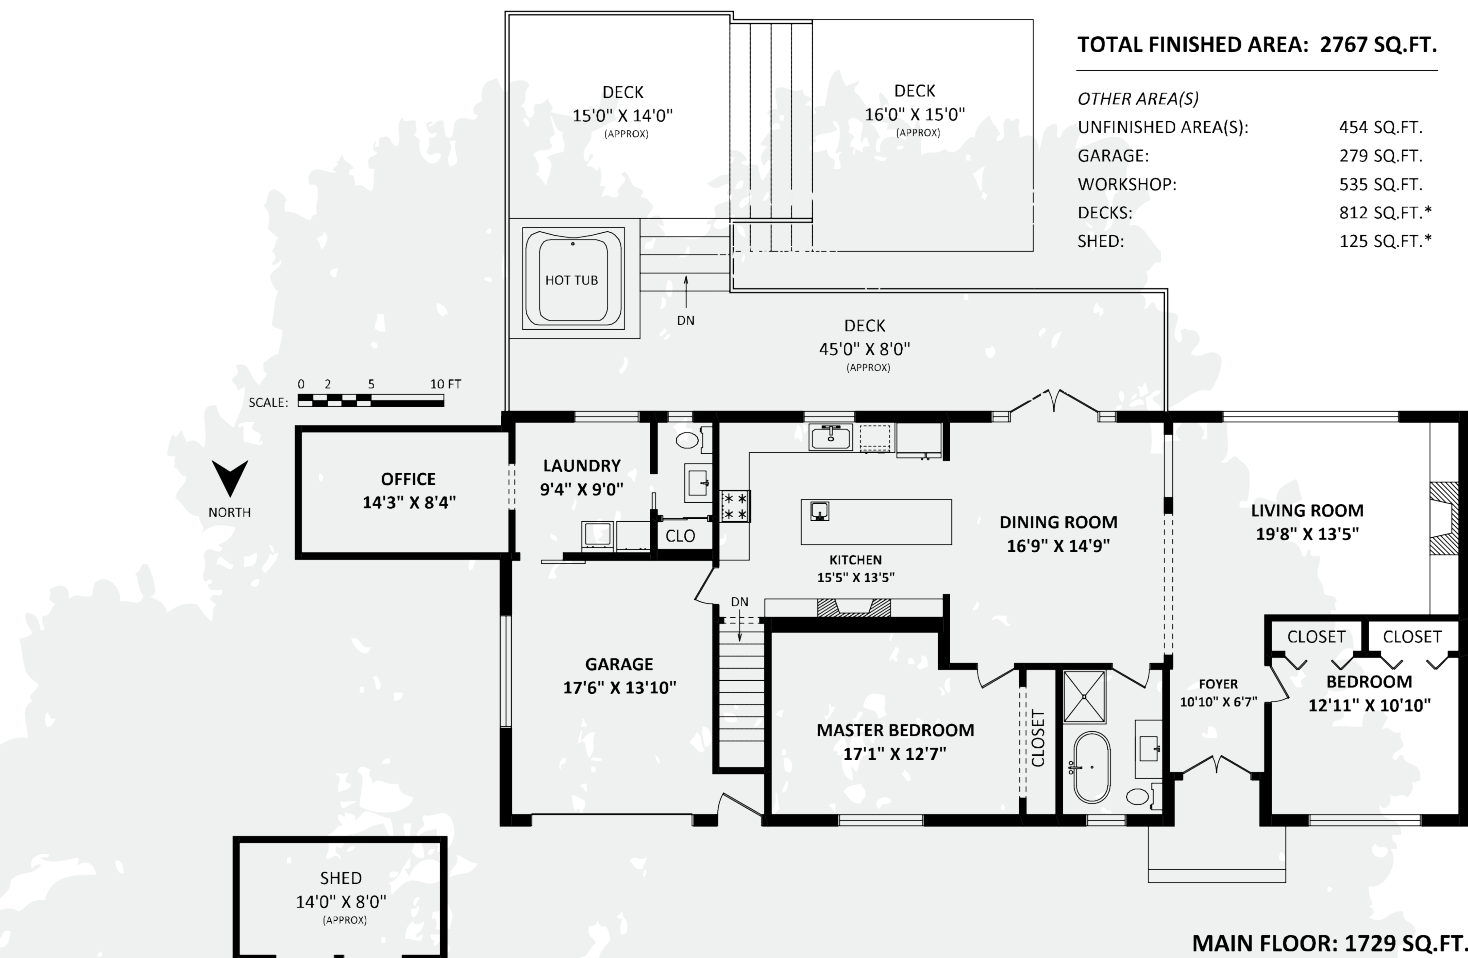 TOTAL FINISHED AREA: 2767 SQ.FT.
OTHER AREA(S)
UNFINISHED AREA(S): 454 SQ.FT.
GARAGE: 279 SQ.FT.
WORKSHOP: 535 SQ.FT.
DECKS: 812 SQ.FT.*
SHED: 125 SQ.FT.*
DECK
15'0" X 14'0"
(APPROX)
DECK
16'0" X 15'0"
(APPROX)
HOT TUB
DN
DECK
45'0" X 8'0"
(APPROX)
0 2 5 10 FT
SCALE:
NORTH
OFFICE
14'3" X 8'4"
LAUNDRY
9'4" X 9'0"
CLO
KITCHEN
15'5" X 13'5"
DINING ROOM
16'9" X 14'9"
LIVING ROOM
19'8" X 13'5"
DN
GARAGE
17'6" X 13'10"
MASTER BEDROOM
17'1" X 12'7"
CLOSET
FOYER
10'10" X 6'7"
CLOSET
CLOSET
BEDROOM
12'11" X 10'10"
SHED
14'0" X 8'0"
(APPROX)
MAIN FLOOR: 1729 SQ.FT.